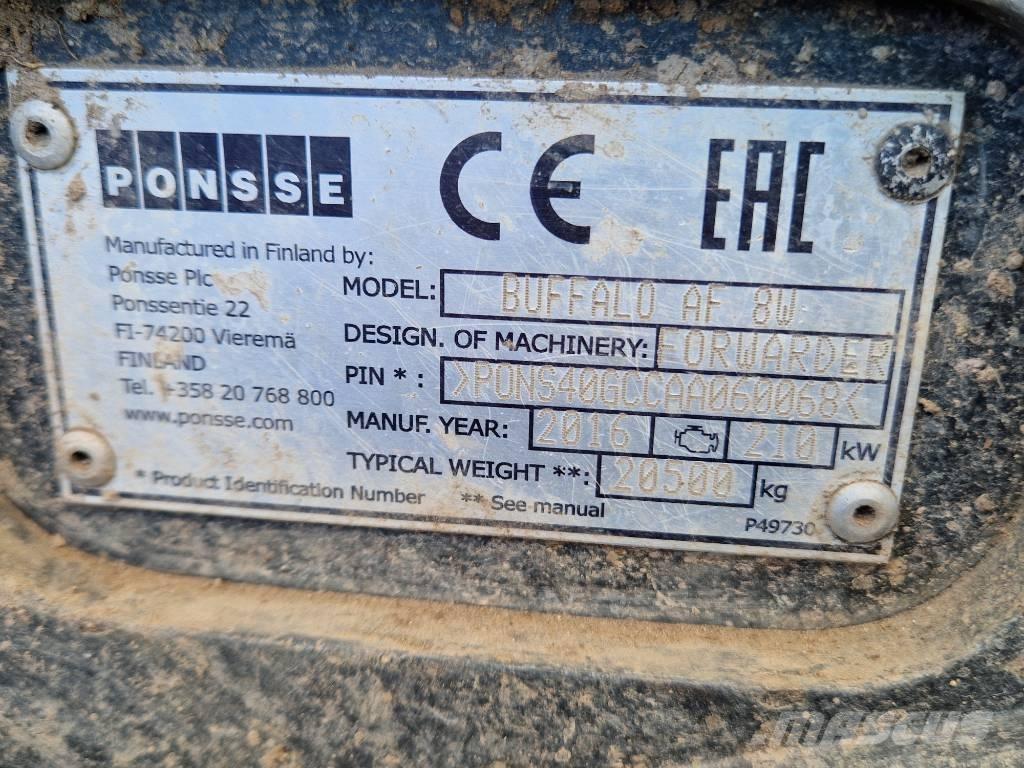 PONSSE
CE EAC
Manufactured in Finland by:
Ponsse Plc
Ponssentie 22
FI-74200 Vieremä
FINLAND
Tel. +358 20 768 800
www.ponsse.com
MODEL: BUFFALO AF 8W
DESIGN. OF MACHINERY: FORWARDER
PIN * : >PONS40GCCAA060068<
MANUF. YEAR: 2016 210 kW
TYPICAL WEIGHT **: 20500 kg
* Product Identification Number ** See manual
P49730
MASCUS